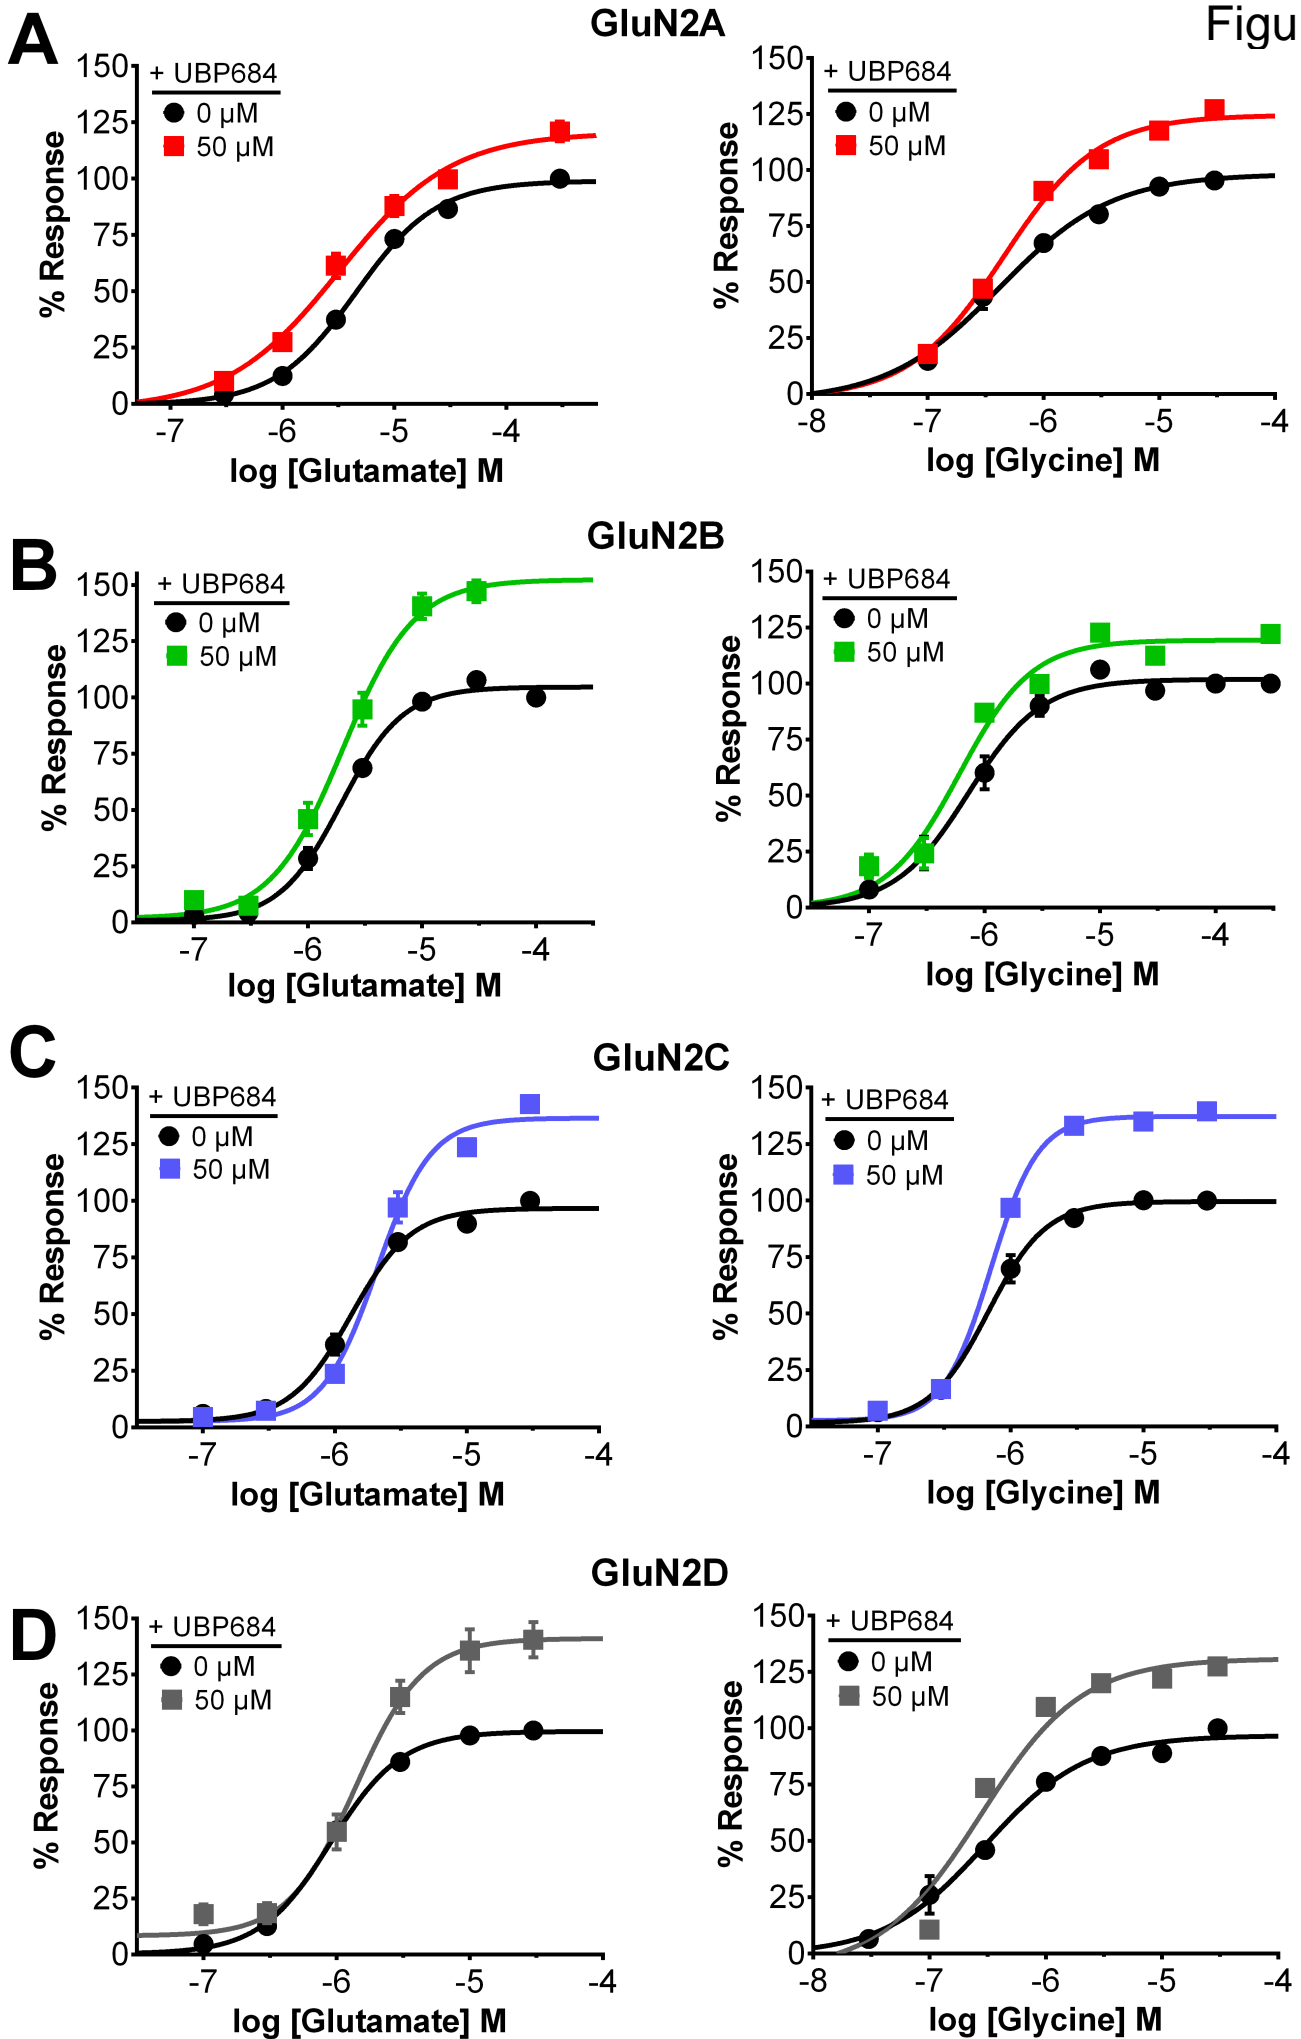 A
GluN2A
Figu
+ UBP684
0 µM
50 µM
150
125
100
75
50
25
0
% Response
-7
-6
-5
-4
log [Glutamate] M
+ UBP684
0 µM
50 µM
150
125
100
75
50
25
0
% Response
-8
-7
-6
-5
-4
log [Glycine] M
B
GluN2B
+ UBP684
0 µM
50 µM
150
125
100
75
50
25
0
% Response
-7
-6
-5
-4
log [Glutamate] M
+ UBP684
0 µM
50 µM
150
125
100
75
50
25
0
% Response
-7
-6
-5
-4
log [Glycine] M
C
GluN2C
+ UBP684
0 µM
50 µM
150
125
100
75
50
25
0
% Response
-7
-6
-5
-4
log [Glutamate] M
+ UBP684
0 µM
50 µM
150
125
100
75
50
25
0
% Response
-7
-6
-5
-4
log [Glycine] M
D
GluN2D
+ UBP684
0 µM
50 µM
150
125
100
75
50
25
0
% Response
-7
-6
-5
-4
log [Glutamate] M
+ UBP684
0 µM
50 µM
150
125
100
75
50
25
0
% Response
-8
-7
-6
-5
-4
log [Glycine] M